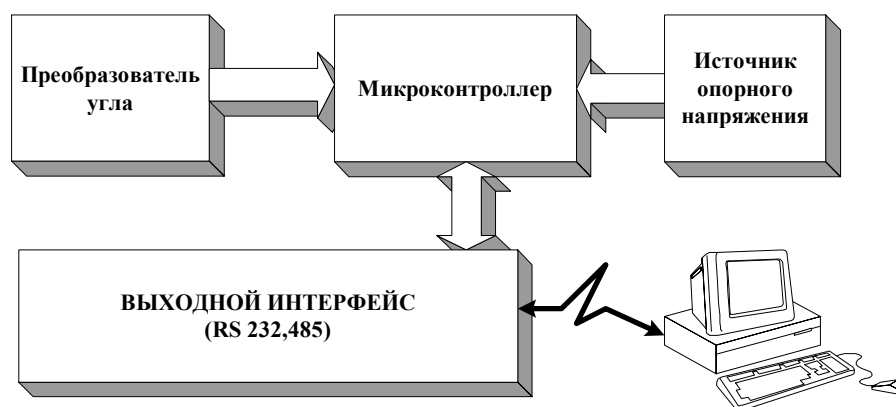 Преобразователь
угла
Микроконтроллер
Источник
опорного
напряжения
ВЫХОДНОЙ ИНТЕРФЕЙС
(RS 232,485)